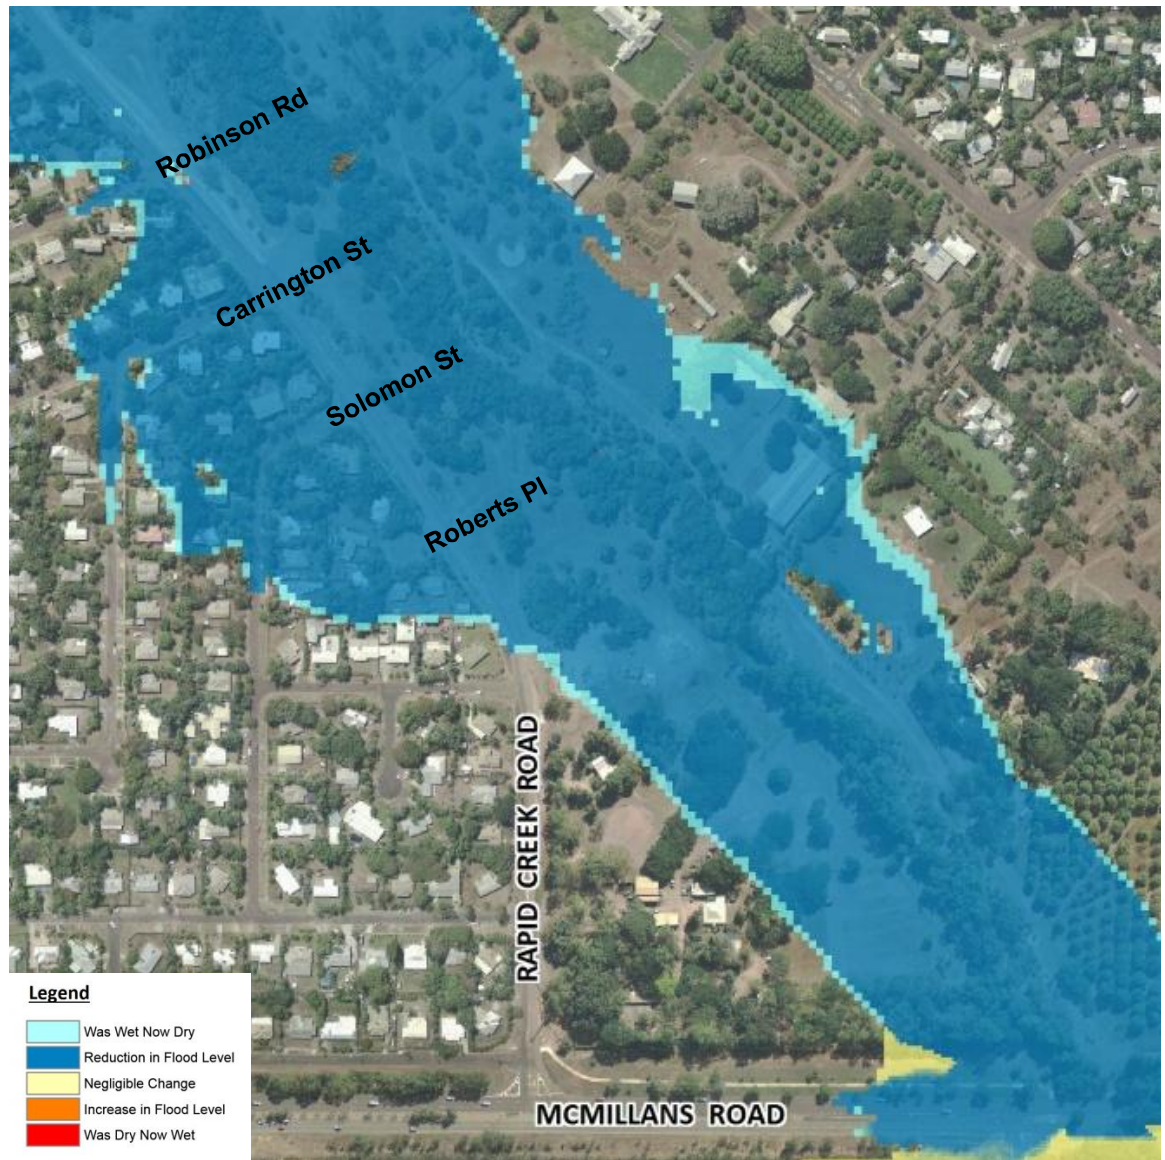 Robinson Rd
Carrington St
Solomon St
Roberts Pl
RAPID CREEK ROAD
MCMILLANS ROAD
Legend
Was Wet Now Dry
Reduction in Flood Level
Negligible Change
Increase in Flood Level
Was Dry Now Wet